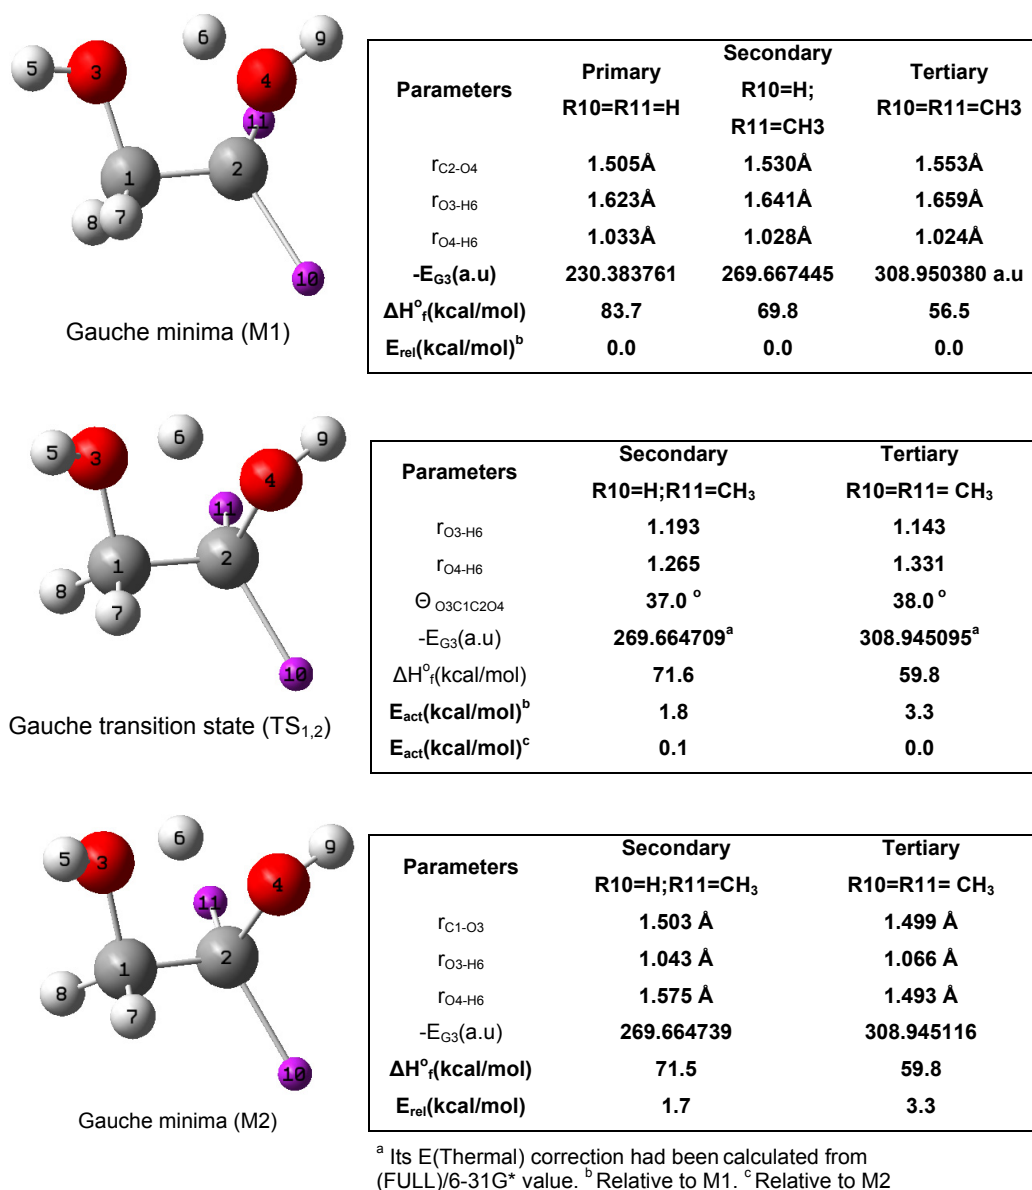 6
9
5
3
4
11
2
1
8
7
10
Gauche minima (M1)
Parameters
Primary
R10=R11=H
Secondary
R10=H;
R11=CH3
Tertiary
R10=R11=CH3
rC2-O4 1.505Å 1.530Å 1.553Å
rO3-H6 1.623Å 1.641Å 1.659Å
rO4-H6 1.033Å 1.028Å 1.024Å
-EG3(a.u) 230.383761 269.667445 308.950380 a.u
ΔHof(kcal/mol) 83.7 69.8 56.5
Erel(kcal/mol)b 0.0 0.0 0.0
5
3
6
9
4
11
1
2
8
7
10
Gauche transition state (TS1,2)
Parameters
Secondary
R10=H;R11=CH3
Tertiary
R10=R11= CH3
rO3-H6 1.193 1.143
rO4-H6 1.265 1.331
Θ O3C1C2O4 37.0 o 38.0 o
-EG3(a.u) 269.664709a 308.945095a
ΔHof(kcal/mol) 71.6 59.8
Eact(kcal/mol)b 1.8 3.3
Eact(kcal/mol)c 0.1 0.0
5
3
6
9
4
11
1
2
8
7
10
Gauche minima (M2)
Parameters
Secondary
R10=H;R11=CH3
Tertiary
R10=R11= CH3
rC1-O3 1.503 Å 1.499 Å
rO3-H6 1.043 Å 1.066 Å
rO4-H6 1.575 Å 1.493 Å
-EG3(a.u) 269.664739 308.945116
ΔHof(kcal/mol) 71.5 59.8
Erel(kcal/mol) 1.7 3.3
a Its E(Thermal) correction had been calculated from
(FULL)/6-31G* value. b Relative to M1. c Relative to M2